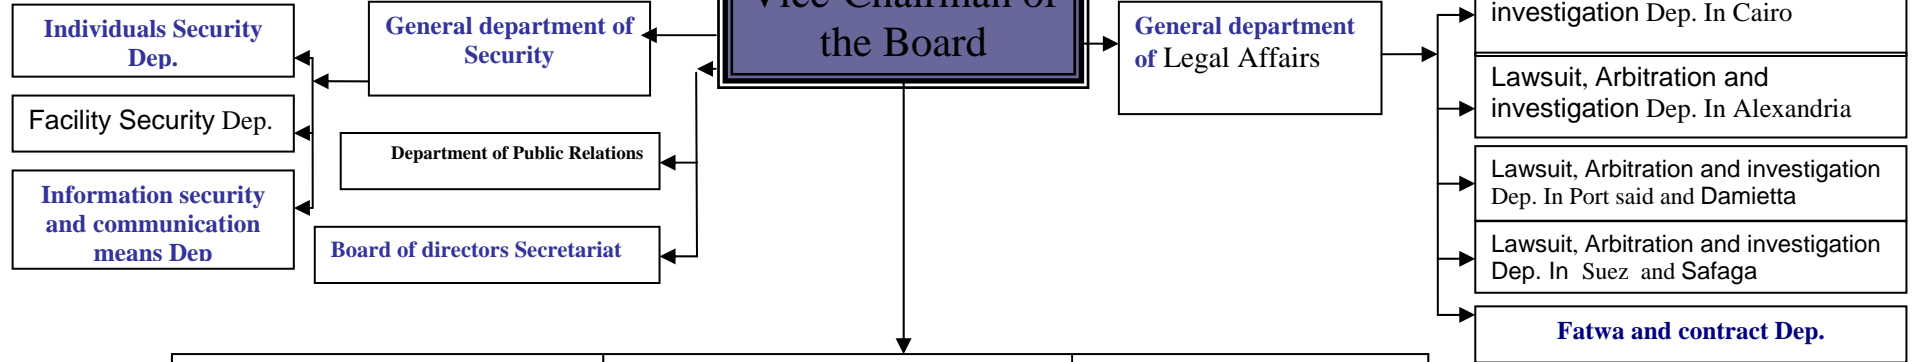 Vice Chairman of
the Board
General department of
Security
Individuals Security
Dep.
Facility Security Dep.
Information security
and communication
means Dep
Department of Public Relations
Board of directors Secretariat
General department
of Legal Affairs
investigation Dep. In Cairo
Lawsuit, Arbitration and
investigation Dep. In Alexandria
Lawsuit, Arbitration and investigation
Dep. In Port said and Damietta
Lawsuit, Arbitration and investigation
Dep. In Suez and Safaga
Fatwa and contract Dep.